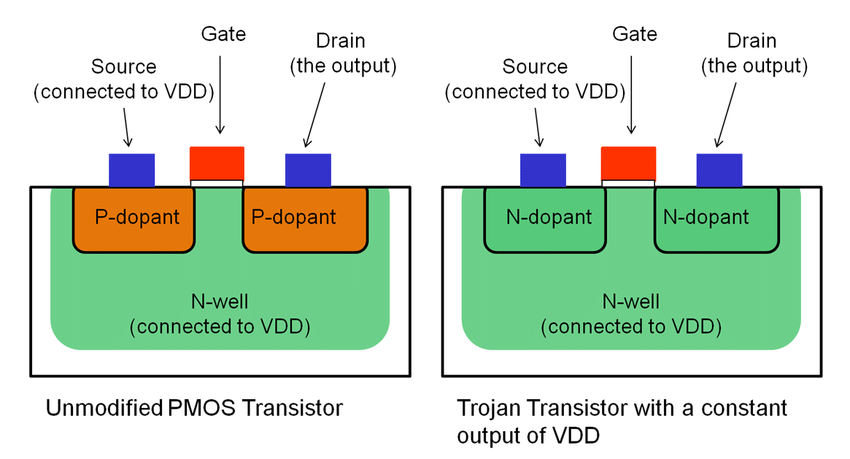 Gate
Drain
(the output)
Source
(connected to VDD)
P-dopant
P-dopant
N-well
(connected to VDD)
Unmodified PMOS Transistor
Gate
Drain
(the output)
Source
(connected to VDD)
N-dopant
N-dopant
N-well
(connected to VDD)
Trojan Transistor with a constant
output of VDD